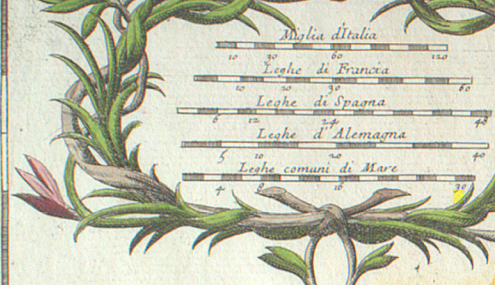 Miglia d'Italia
10 30 60 120
Leghe di Francia
10 20 30 60
Leghe di Spagna
6 12 24 48
Leghe d'Alemagna
5 10 20 40
Leghe comuni di Mare
4 8 16 30